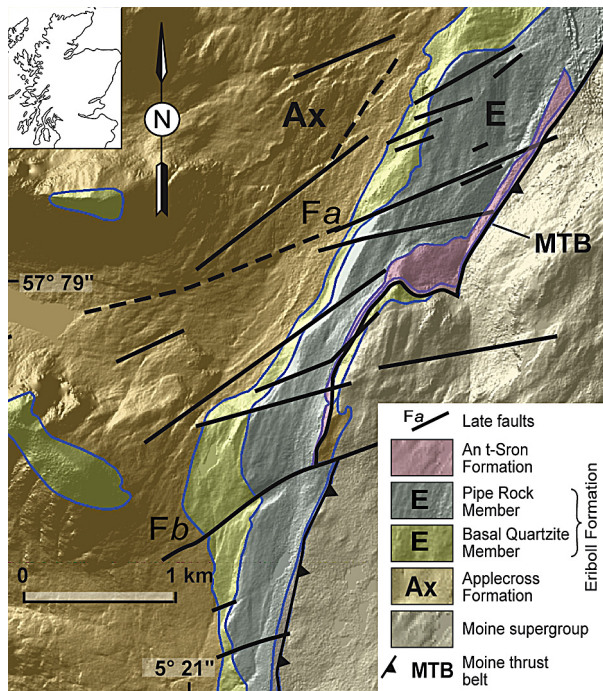 N
Ax
E
Fa
MTB
57° 79"
Fb
0 1 km
5° 21"
Fa Late faults
An t-Sron
Formation
E Pipe Rock
Member
E Basal Quartzite
Member
Eriboll Formation
Ax Applecross
Formation
Moine supergroup
MTB Moine thrust
belt